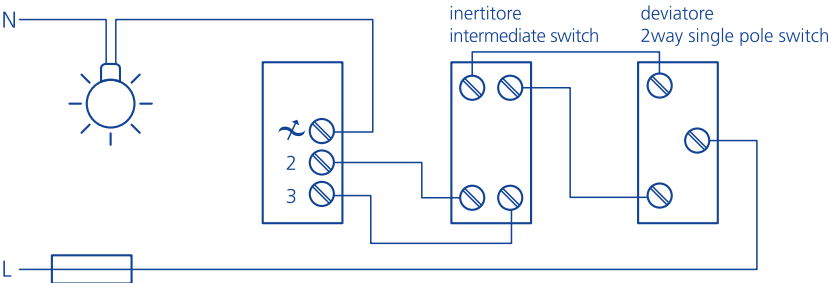 N
inertitore
intermediate switch
deviatore
2way single pole switch
2
3
L